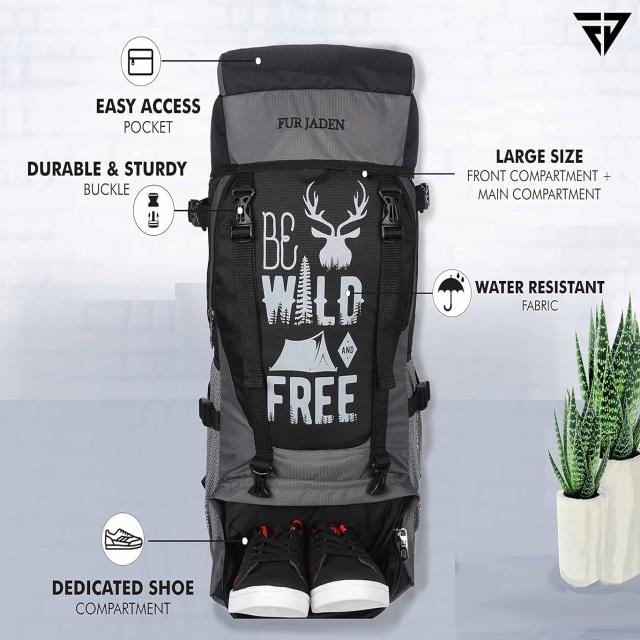 EASY ACCESS
POCKET
FUR JADEN
DURABLE & STURDY
BUCKLE
LARGE SIZE
FRONT COMPARTMENT +
MAIN COMPARTMENT
BE
WILD
AND
FREE
WATER RESISTANT
FABRIC
DEDICATED SHOE
COMPARTMENT